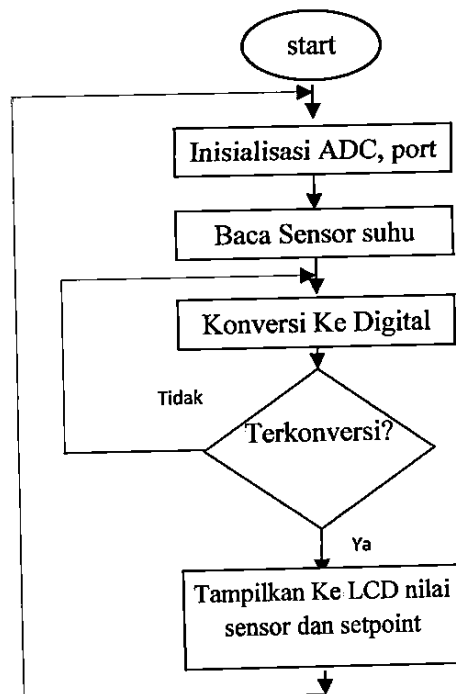 start
Inisialisasi ADC, port
Baca Sensor suhu
Konversi Ke Digital
Tidak
Terkonversi?
Ya
Tampilkan Ke LCD nilai
sensor dan setpoint